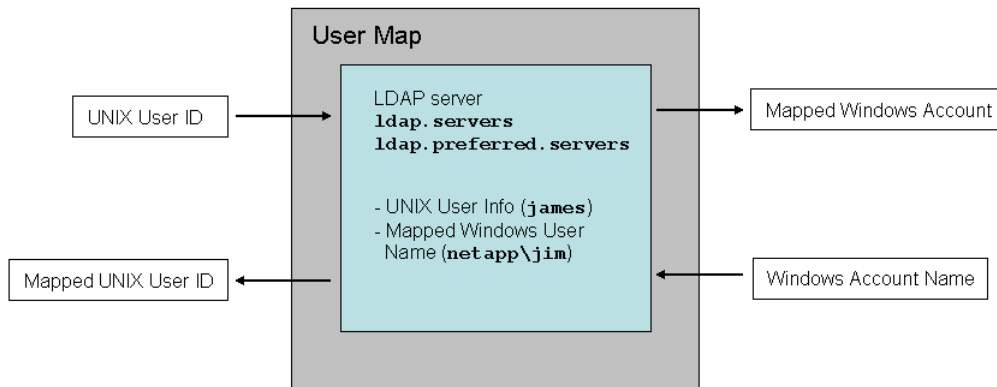 User Map
UNIX User ID
LDAP server
ldap.servers
ldap.preferred.servers
Mapped Windows Account
- UNIX User Info (james)
- Mapped Windows User
Name (netapp\jim)
Mapped UNIX User ID
Windows Account Name